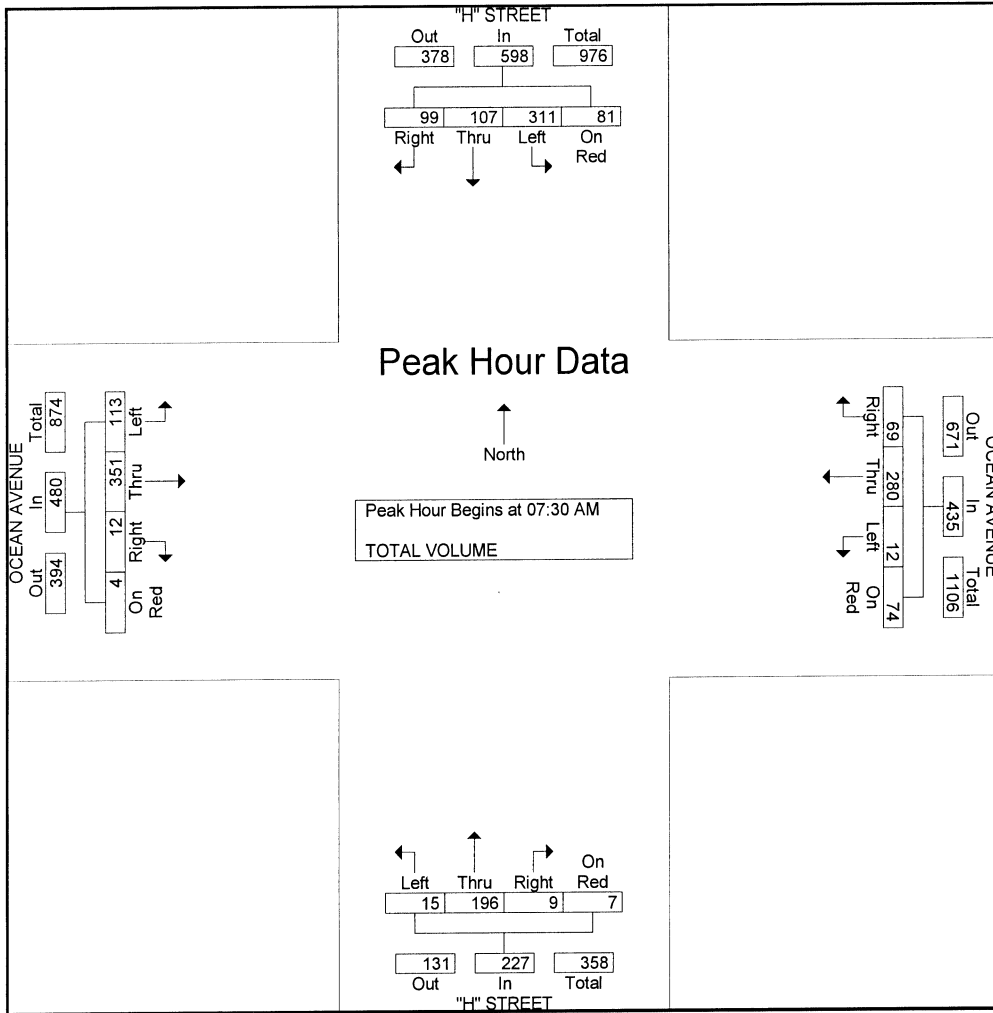 "H" STREET
Out In Total
378 598 976
99 107 311 81
Right Thru Left On
Red
Peak Hour Data
North
Peak Hour Begins at 07:30 AM
TOTAL VOLUME
OCEAN AVENUE
Out In Total
394 480 874
Left Thru Right On
Red
113 351 12 4
OCEAN AVENUE
Out In Total
671 435 1106
69 280 12 74
Right Thru Left On
Red
On
Left Thru Right Red
15 196 9 7
131 227 358
Out In Total
"H" STREET